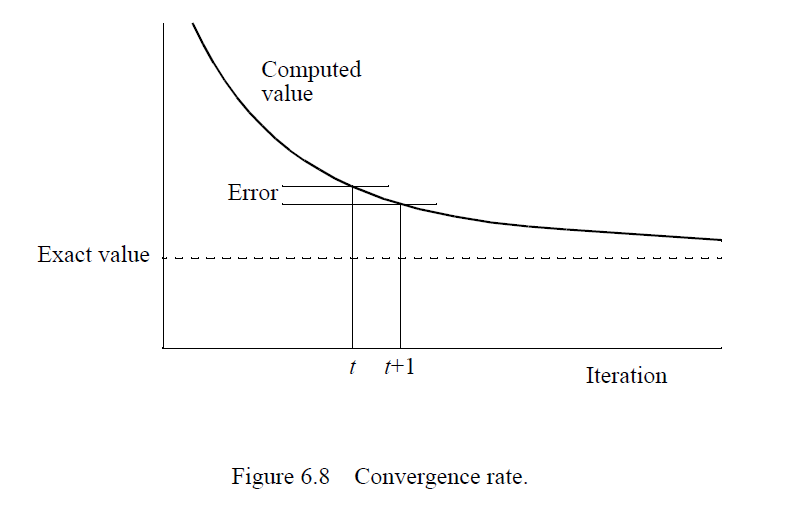 Computed
value
Error
Exact value
t
t+1
Iteration
Figure 6.8 Convergence rate.